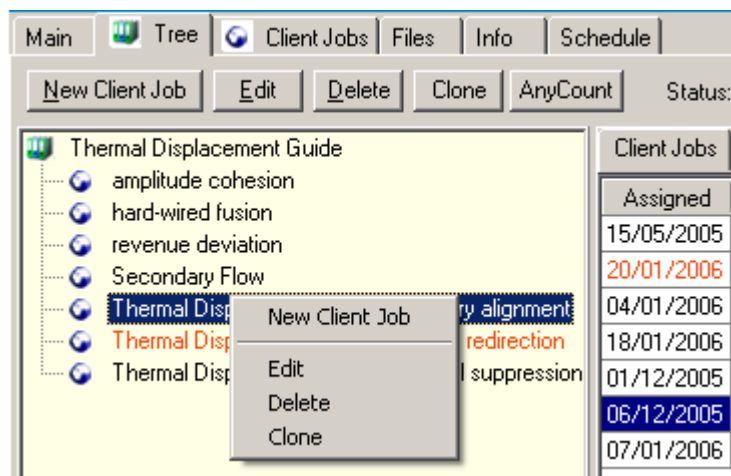 Main Tree Client Jobs Files Info Schedule
New Client Job Edit Delete Clone AnyCount Status:
Thermal Displacement Guide
amplitude cohesion
hard-wired fusion
revenue deviation
Secondary Flow
Thermal Disp ry alignment
Thermal Disp redirection
Thermal Disp l suppression
New Client Job
Edit
Delete
Clone
Client Jobs
Assigned
15/05/2005
20/01/2006
04/01/2006
18/01/2006
01/12/2005
06/12/2005
07/01/2006